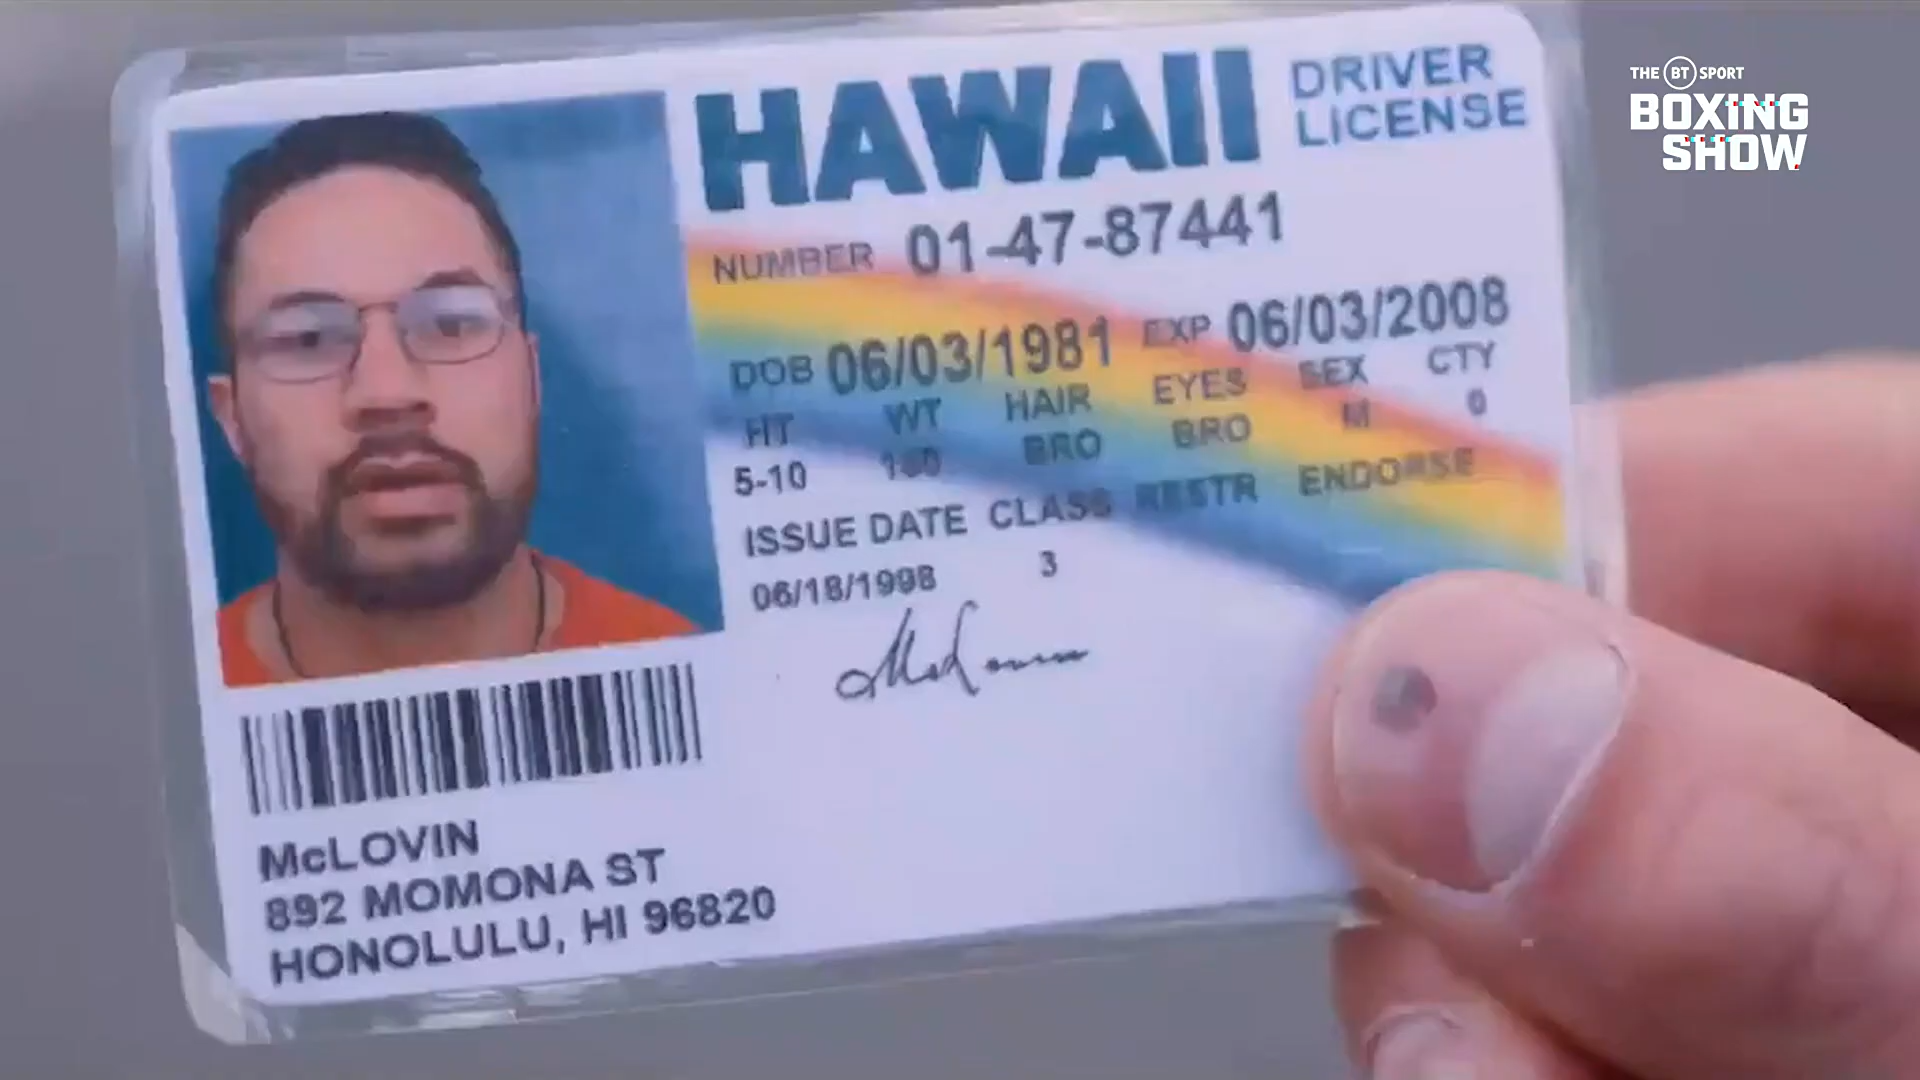 THE BT SPORT
BOXING
SHOW
HAWAII
DRIVER
LICENSE
NUMBER 01-47-87441
DOB 06/03/1981 EXP 06/03/2008
HT WT HAIR EYES SEX CTY
5-10 BRO BRO M 0
ISSUE DATE CLASS RESTR ENDORSE
06/18/1998 3
McLOVIN
892 MOMONA ST
HONOLULU, HI 96820